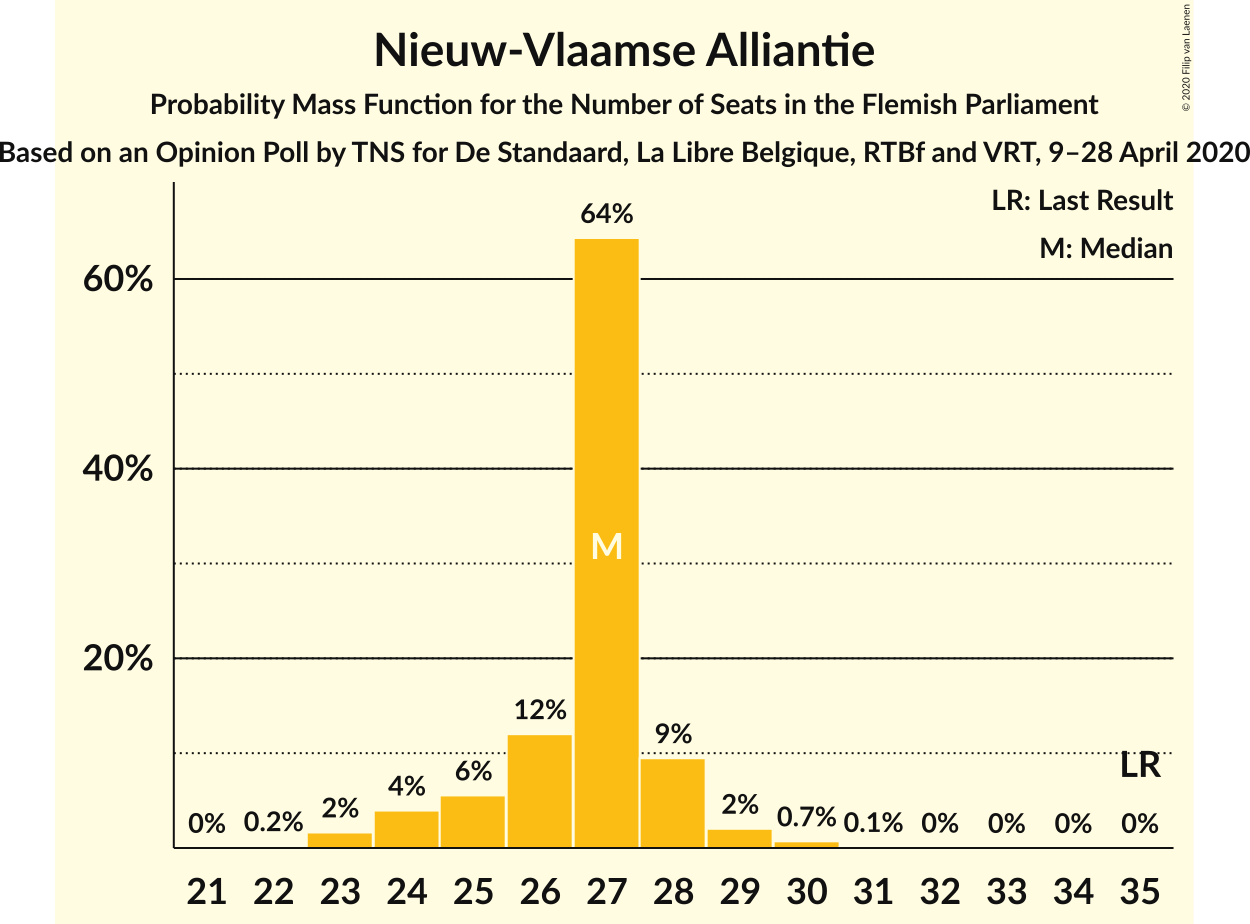 Nieuw-Vlaamse Alliantie
Probability Mass Function for the Number of Seats in the Flemish Parliament
Based on an Opinion Poll by TNS for De Standaard, La Libre Belgique, RTBf and VRT, 9–28 April 2020
© 2020 Filip van Laenen
LR: Last Result
M: Median
64%
60%
40%
M
20%
12%
9%
LR
6%
4%
2%
2%
0%
0.2%
0.7%
0.1%
0%
0%
0%
0%
21 22 23 24 25 26 27 28 29 30 31 32 33 34 35